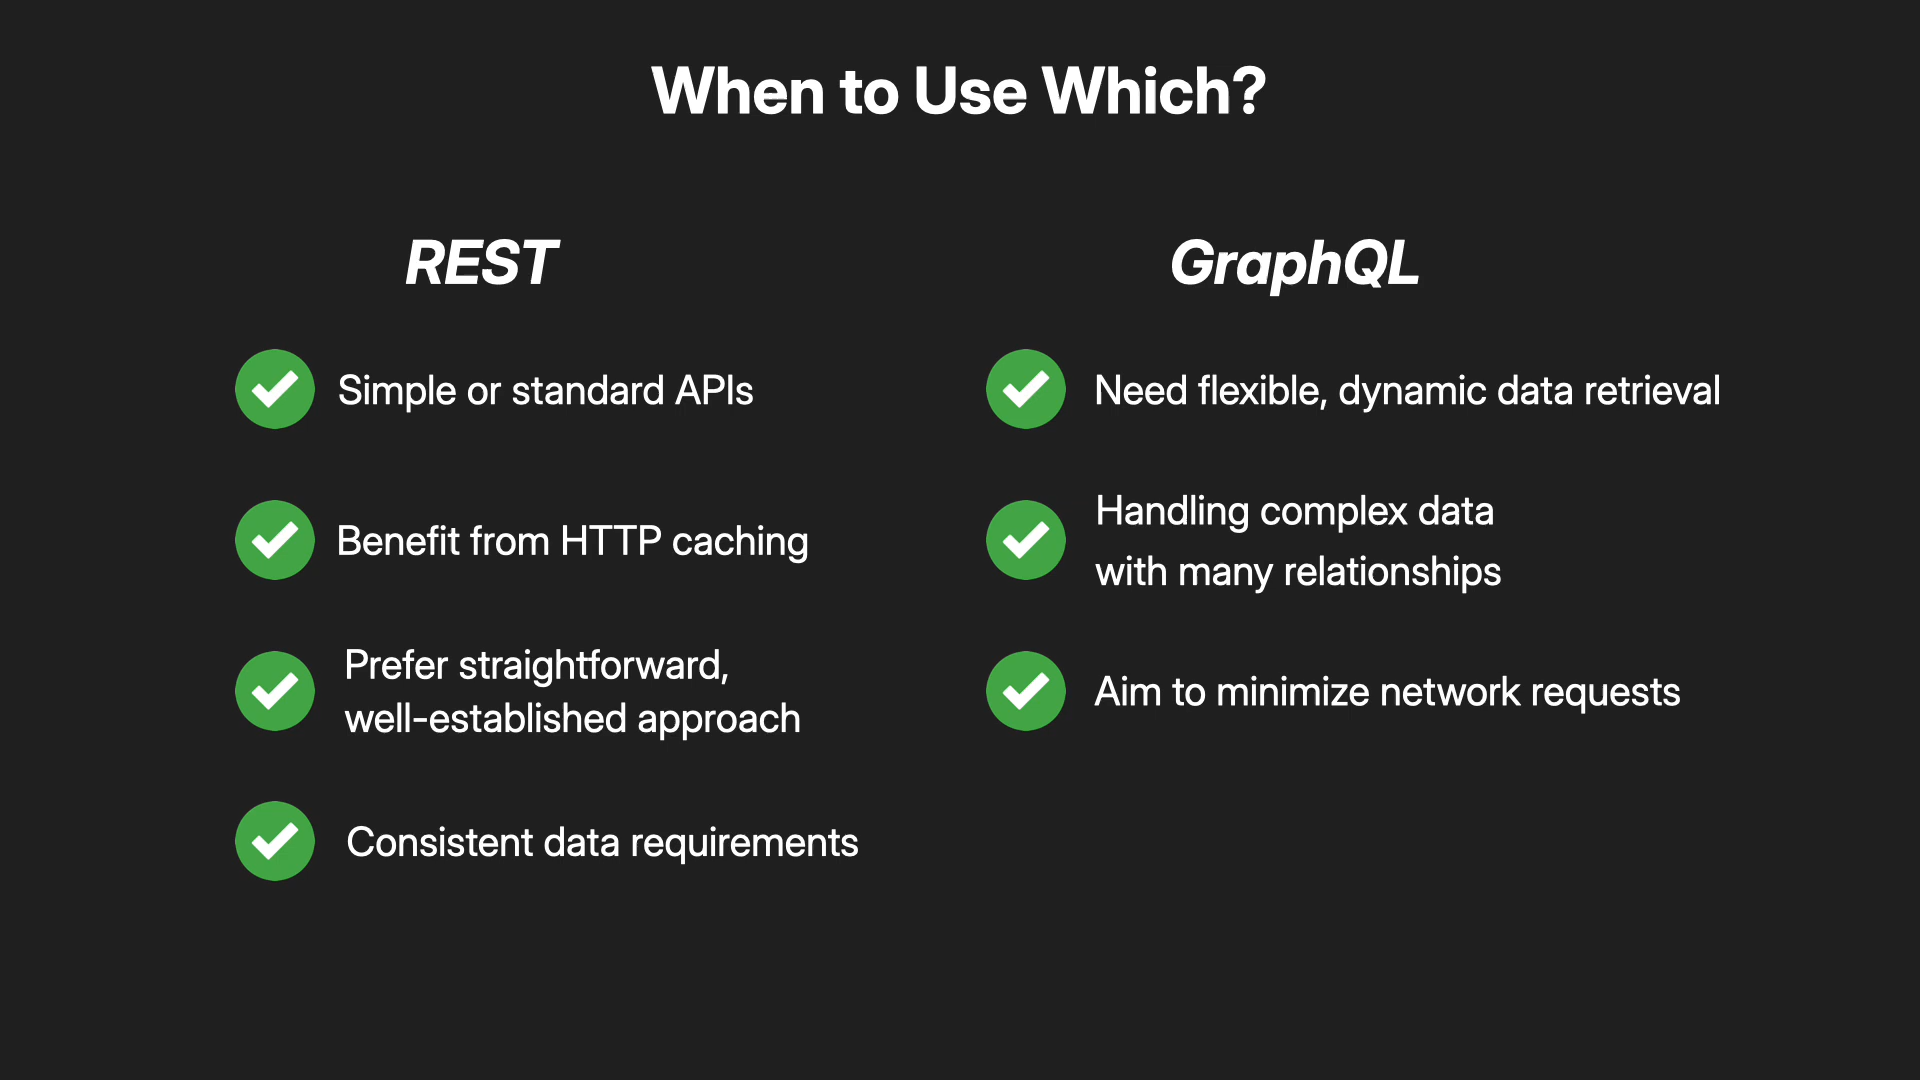 When to Use Which?
REST
Simple or standard APIs
Benefit from HTTP caching
Prefer straightforward,
well-established approach
Consistent data requirements
GraphQL
Need flexible, dynamic data retrieval
Handling complex data
with many relationships
Aim to minimize network requests